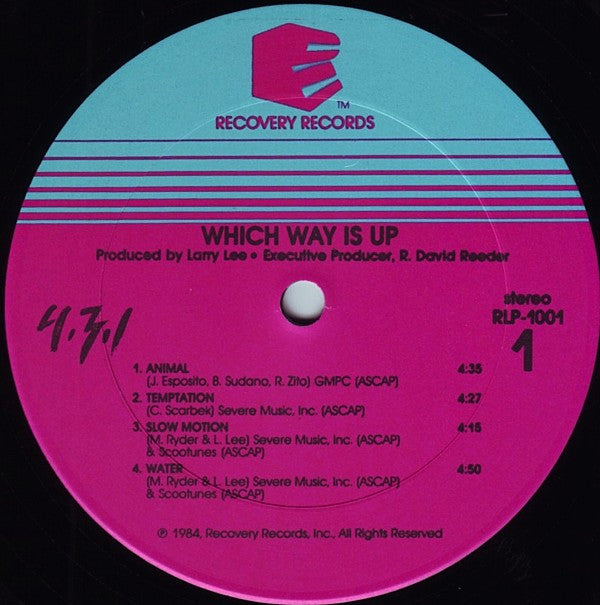 TM
RECOVERY RECORDS
WHICH WAY IS UP
Produced by Larry Lee • Executive Producer, R. David Reeder
stereo
RLP-1001
1
4.3.1
1. ANIMAL 4:35
(J. Esposito, B. Sudano, R. Zito) GMPC (ASCAP)
2. TEMPTATION 4:27
(C. Scarbek) Severe Music, Inc. (ASCAP)
3. SLOW MOTION 4:15
(M. Ryder & L. Lee) Severe Music, Inc. (ASCAP)
& Scootunes (ASCAP)
4. WATER 4:50
(M. Ryder & L. Lee) Severe Music, Inc. (ASCAP)
& Scootunes (ASCAP)
℗ 1984, Recovery Records, Inc., All Rights Reserved